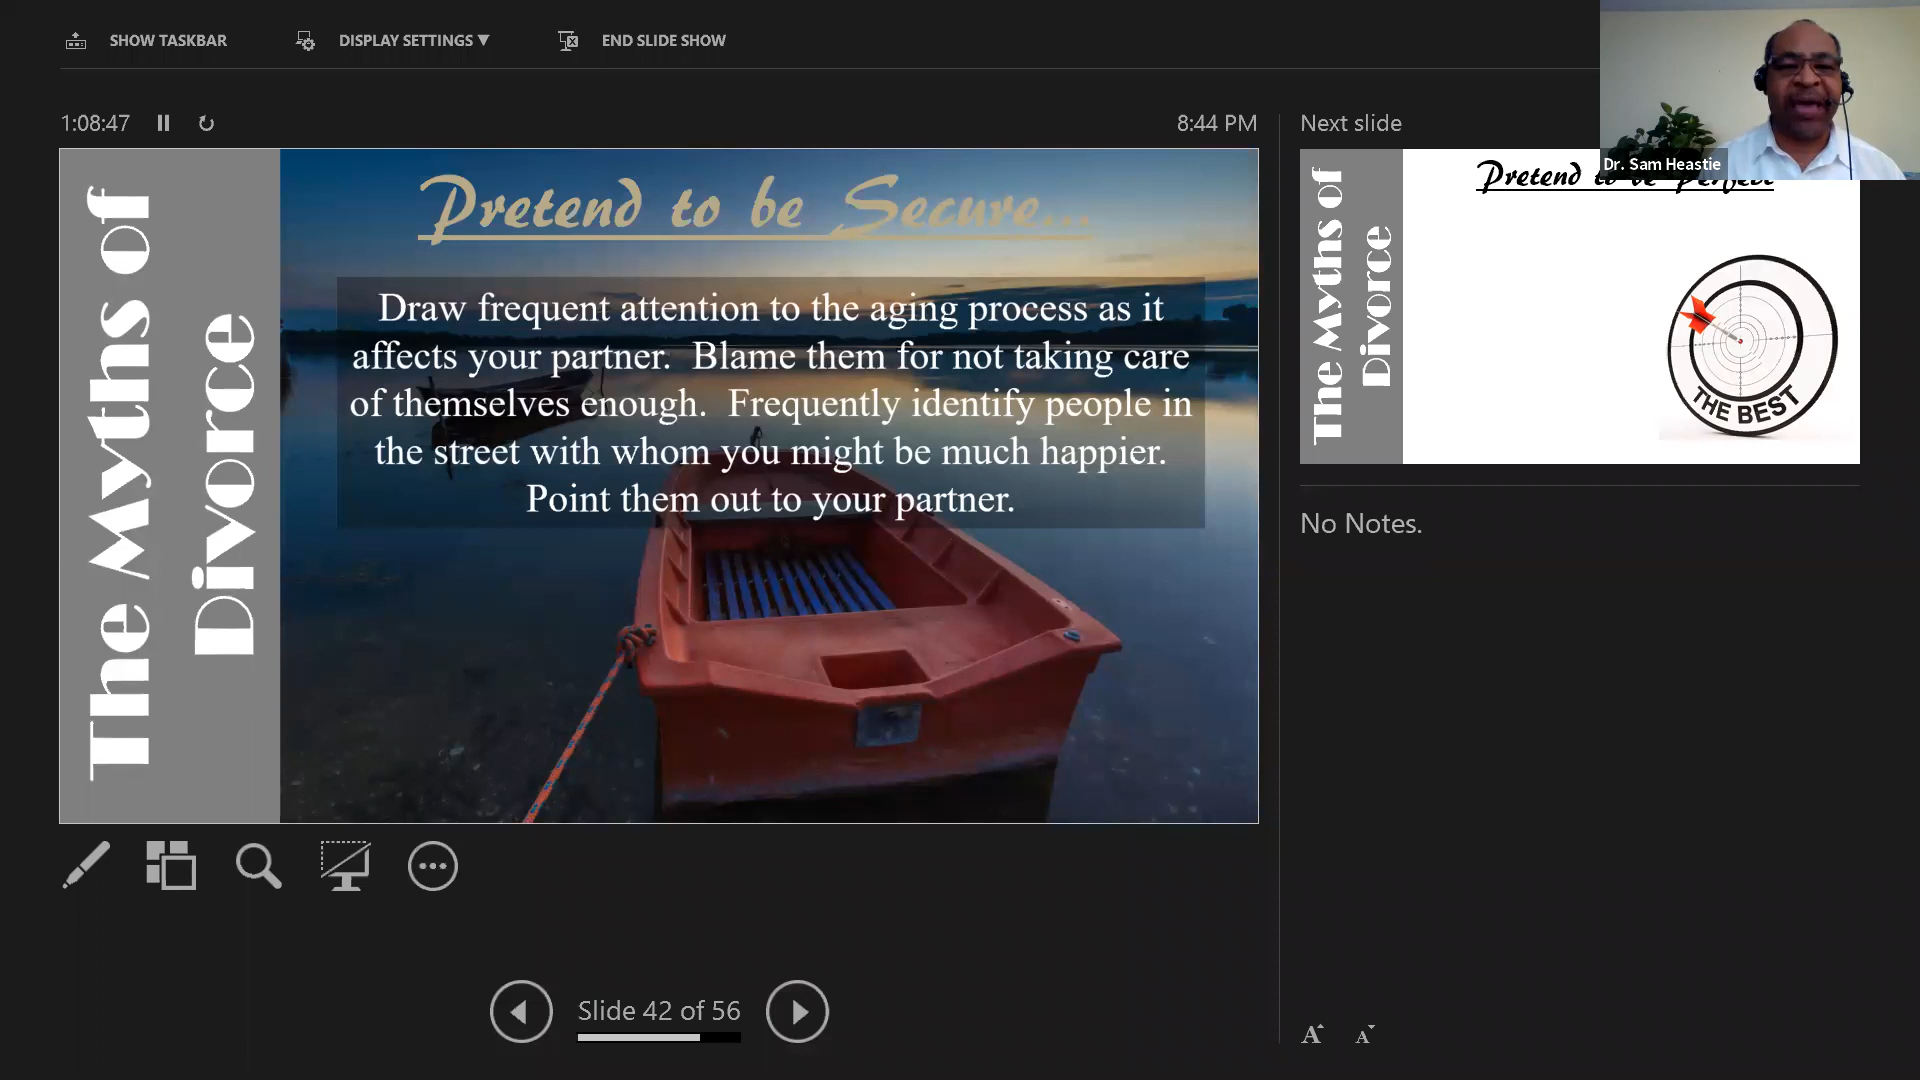 SHOW TASKBAR
DISPLAY SETTINGS ▼
END SLIDE SHOW
1:08:47
8:44 PM
Next slide
Dr. Sam Heastie
The Myths of
Divorce
Pretend to be Secure...
Draw frequent attention to the aging process as it
affects your partner. Blame them for not taking care
of themselves enough. Frequently identify people in
the street with whom you might be much happier.
Point them out to your partner.
The Myths of
Divorce
Pretend to be Perfect
THE BEST
No Notes.
Slide 42 of 56
A A